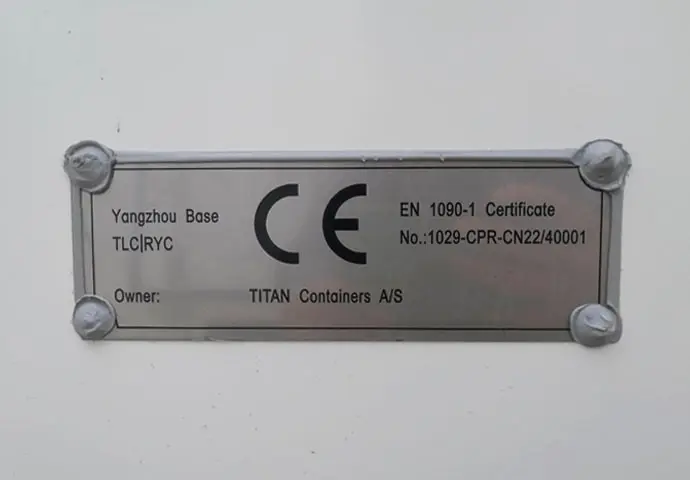 Yangzhou Base
TLC|RYC
CE
EN 1090-1 Certificate
No.:1029-CPR-CN22/40001
Owner: TITAN Containers A/S